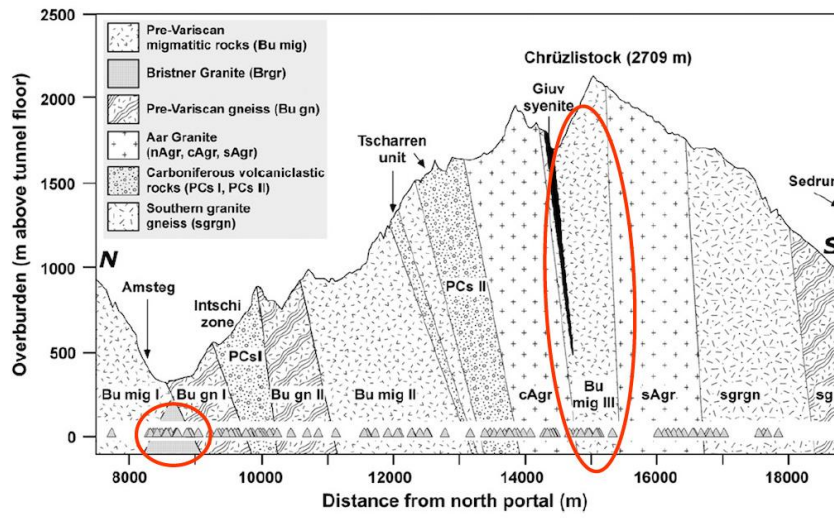 2500
2000
1500
1000
500
0
Overburden (m above tunnel floor)
Pre-Variscan
migmatitic rocks (Bu mig)
Bristner Granite (Brgr)
Pre-Variscan gneiss (Bu gn)
Aar Granite
(nAgr, cAgr, sAgr)
Carboniferous volcaniclastic
rocks (PCs I, PCs II)
Southern granite
gneiss (sgrgn)
Chrüzlistock (2709 m)
Giuv
syenite
Tscharren
unit
Sedrun
N
S
Amsteg
Intschi
zone
PCs I
PCs II
Bu mig I
Bu gn I
Bu gn II
Bu mig II
cAgr
Bu
mig III
sAgr
sgrgn
sg
8000
10000
12000
14000
16000
18000
Distance from north portal (m)